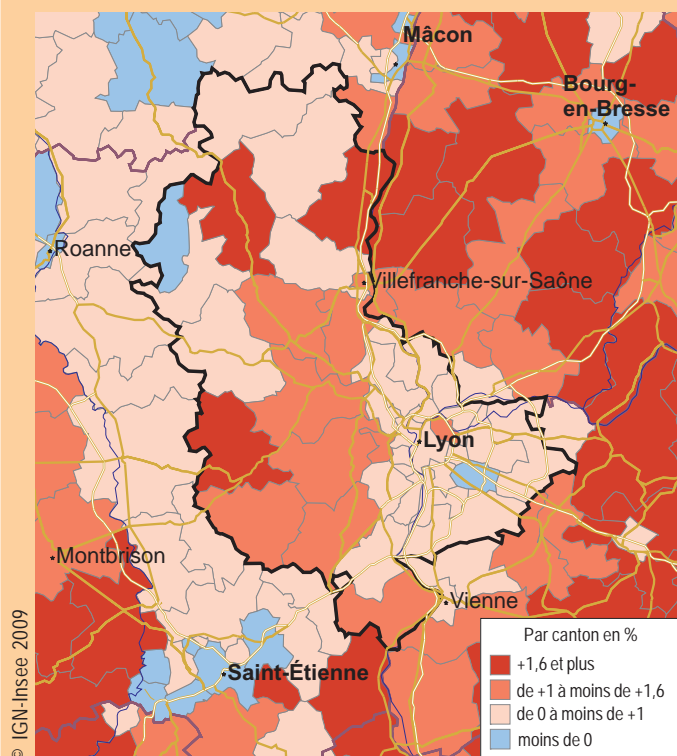 Mâcon
Bourg-
en-Bresse
Roanne
Villefranche-sur-Saône
Lyon
Montbrison
Vienne
Saint-Étienne
Par canton en %
+1,6 et plus
de +1 à moins de +1,6
de 0 à moins de +1
moins de 0
© IGN-Insee 2009